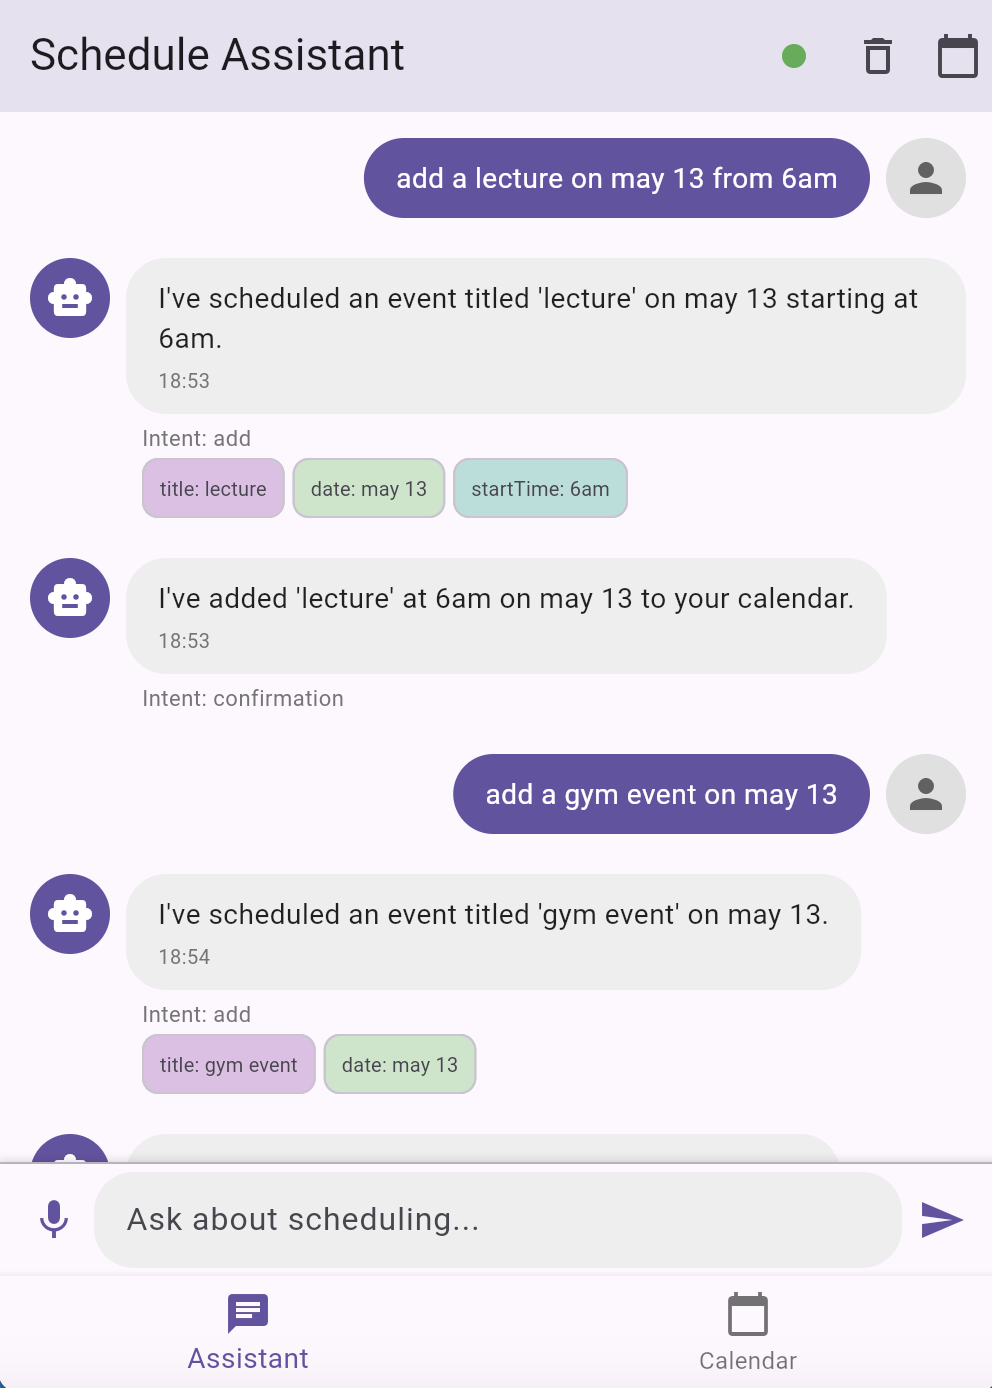 Schedule Assistant
add a lecture on may 13 from 6am
I've scheduled an event titled 'lecture' on may 13 starting at
6am.
18:53
Intent: add
title: lecture date: may 13 startTime: 6am
I've added 'lecture' at 6am on may 13 to your calendar.
18:53
Intent: confirmation
add a gym event on may 13
I've scheduled an event titled 'gym event' on may 13.
18:54
Intent: add
title: gym event date: may 13
Ask about scheduling...
Assistant Calendar